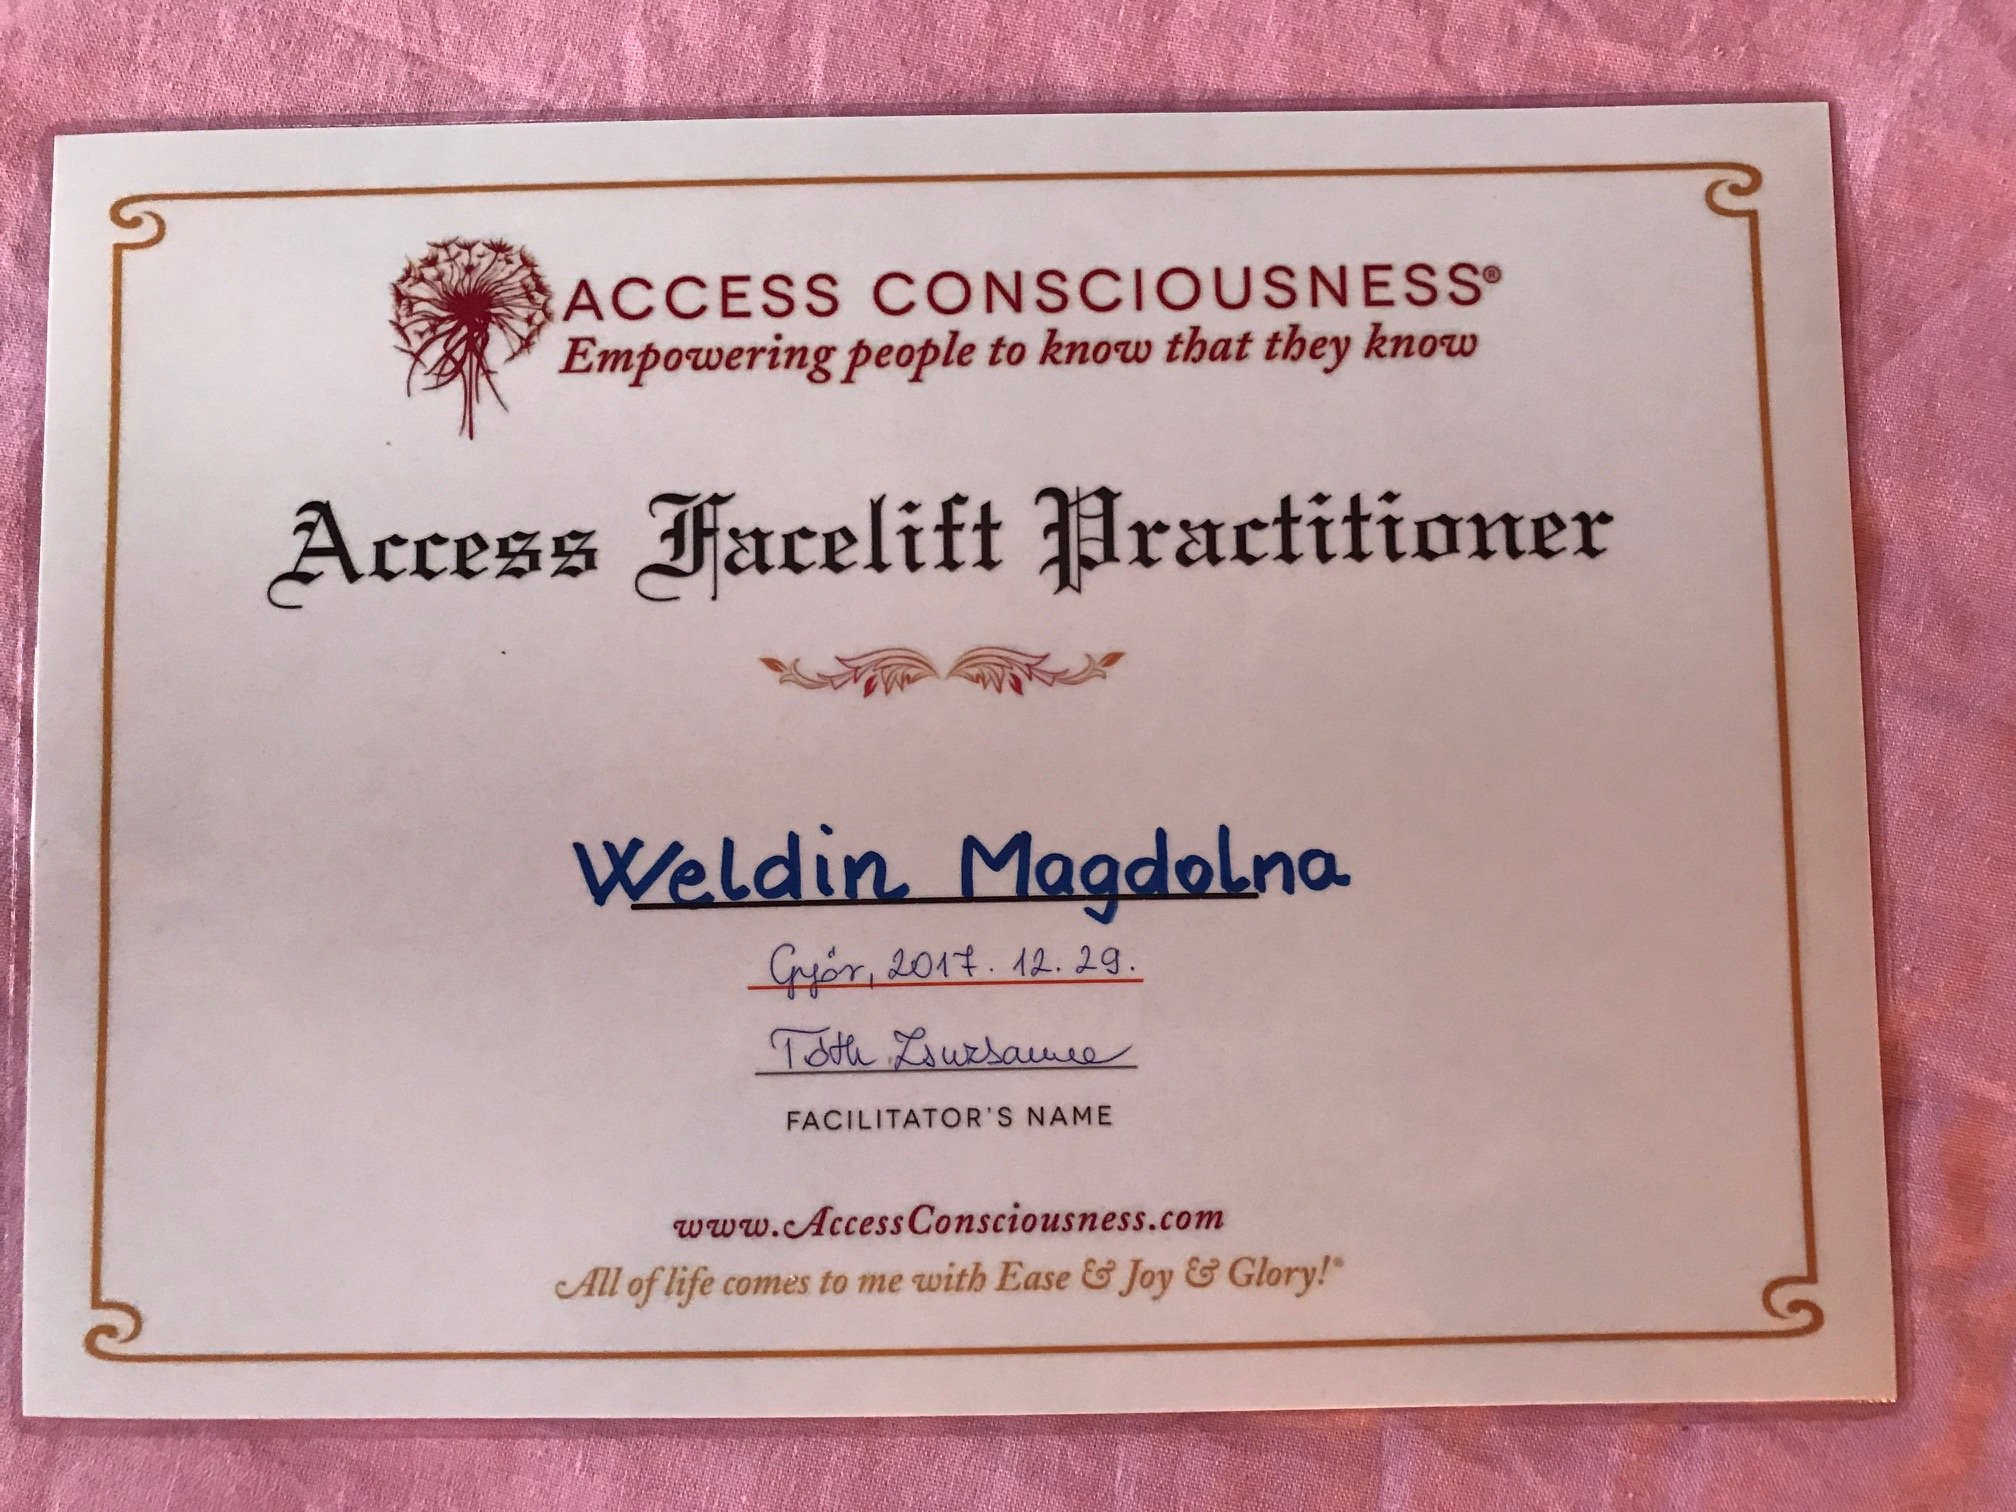 ACCESS CONSCIOUSNESS®
Empowering people to know that they know
Access Facelift Practitioner
Weldin Magdolna
Győr, 2017. 12. 29.
Tóth Zsuzsanna
FACILITATOR'S NAME
www.AccessConsciousness.com
All of life comes to me with Ease & Joy & Glory!®